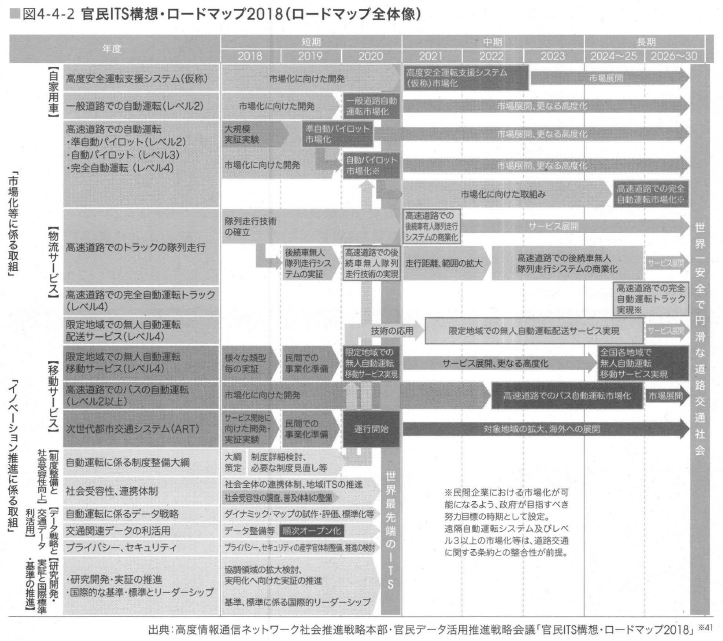 ■図4-4-2 官民ITS構想・ロードマップ2018(ロードマップ全体像)
年度
短期
中期
長期
2018
2019
2020
2021
2022
2023
2024~25
2026~30
「市場化等に係る取組」
「イノベーション推進に係る取組」
【自家用車】
高度安全運転支援システム(仮称)
市場化に向けた開発
高度安全運転支援システム
(仮称)市場化
市場展開
一般道路での自動運転(レベル2)
市場化に向けた開発
一般道路自動
運転市場化
市場展開、更なる高度化
高速道路での自動運転
・準自動パイロット(レベル2)
・自動パイロット(レベル3)
・完全自動運転(レベル4)
大規模
実証実験
準自動パイロット
市場化
市場展開、更なる高度化
市場化に向けた開発
自動パイロット
市場化※
市場展開、更なる高度化
市場化に向けた取組み
高速道路での完全
自動運転市場化※
【物流サービス】
高速道路でのトラックの隊列走行
隊列走行技術
の確立
高速道路での
後続車有人隊列走行
システムの商業化
サービス展開
後続車無人
隊列走行シス
テムの実証
高速道路での後
続車無人隊列
走行技術の実現
走行距離、範囲の拡大
高速道路での後続車無人
隊列走行システムの商業化
サービス展開
高速道路での完全自動運転トラック
(レベル4)
高速道路での完全
自動運転トラック
実現※
限定地域での無人自動運転
配送サービス(レベル4)
技術の応用
限定地域での無人自動運転配送サービス実現
サービス展開
【移動サービス】
限定地域での無人自動運転
移動サービス(レベル4)
様々な類型
毎の実証
民間での
事業化準備
限定地域での
無人自動運転
移動サービス実現
サービス展開、更なる高度化
全国各地域で
無人自動運転
移動サービス実現
高速道路でのバスの自動運転
(レベル2以上)
市場化に向けた開発
高速道路でのバス自動運転市場化
市場展開
次世代都市交通システム(ART)
サービス開始に
向けた開発・
実証実験
民間での
事業化準備
運行開始
対象地域の拡大、海外への展開
【制度整備と
社会受容性向上】
自動運転に係る制度整備大綱
大綱
策定
制度詳細検討、
必要な制度見直し等
社会受容性、連携体制
社会全体の連携体制、地域ITSの推進
社会受容性の調査、普及体制の整備
【データ戦略と
交通データ
利活用】
自動運転に係るデータ戦略
ダイナミック・マップの試作・評価、標準化等
交通関連データの利活用
データ整備等
順次オープン化
プライバシー、セキュリティ
プライバシー、セキュリティの産学官体制整備、推進の検討
【研究開発・
実証と国際標準
・基準の推進】
・研究開発・実証の推進
・国際的な基準・標準とリーダーシップ
協調領域の拡大検討、
実用化へ向けた実証の推進
基準、標準に係る国際的リーダーシップ
世界最先端のITS
世界一安全で円滑な道路交通社会
※民間企業における市場化が可
能になるよう、政府が目指すべき
努力目標の時期として設定。
遠隔自動運転システム及びレベ
ル3以上の市場化等は、道路交通
に関する条約との整合性が前提。
出典:高度情報通信ネットワーク社会推進戦略本部・官民データ活用推進戦略会議「官民ITS構想・ロードマップ2018」※41